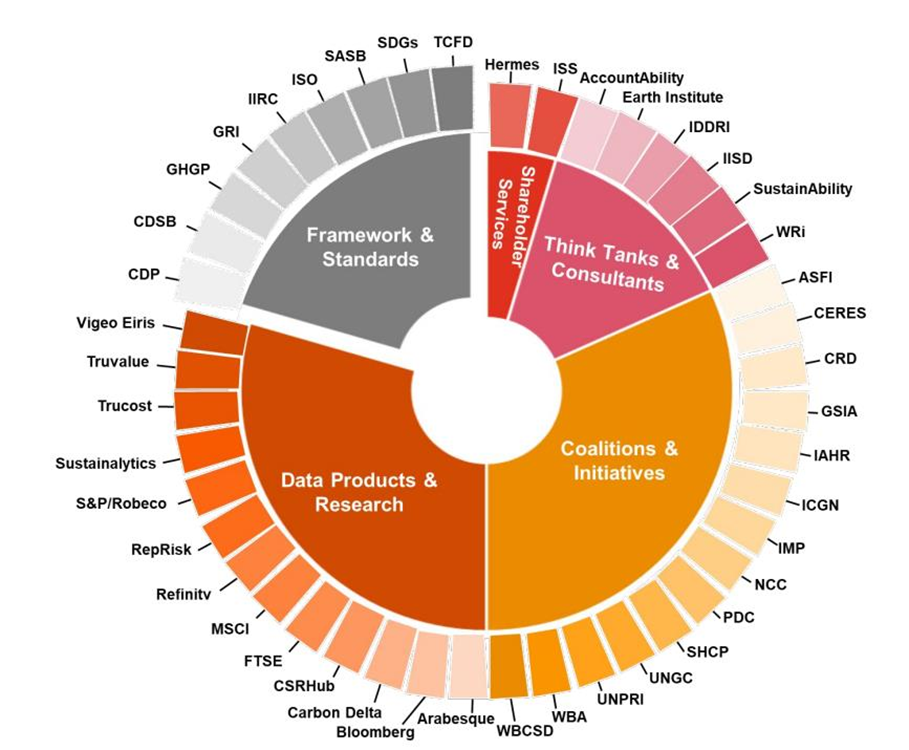 TCFD
SDGs
SASB
ISO
IIRC
GRI
GHGP
CDSB
CDP
Framework &
Standards
Hermes
ISS
AccountAbility
Earth Institute
IDDRI
IISD
SustainAbility
WRi
Shareholder
Services
Think Tanks &
Consultants
ASFI
CERES
CRD
GSIA
IAHR
ICGN
IMP
NCC
PDC
SHCP
UNGC
UNPRI
WBA
WBCSD
Coalitions &
Initiatives
Vigeo Eiris
Truvalue
Trucost
Sustainalytics
S&P/Robeco
RepRisk
Refinitv
MSCI
FTSE
CSRHub
Carbon Delta
Bloomberg
Arabesque
Data Products &
Research